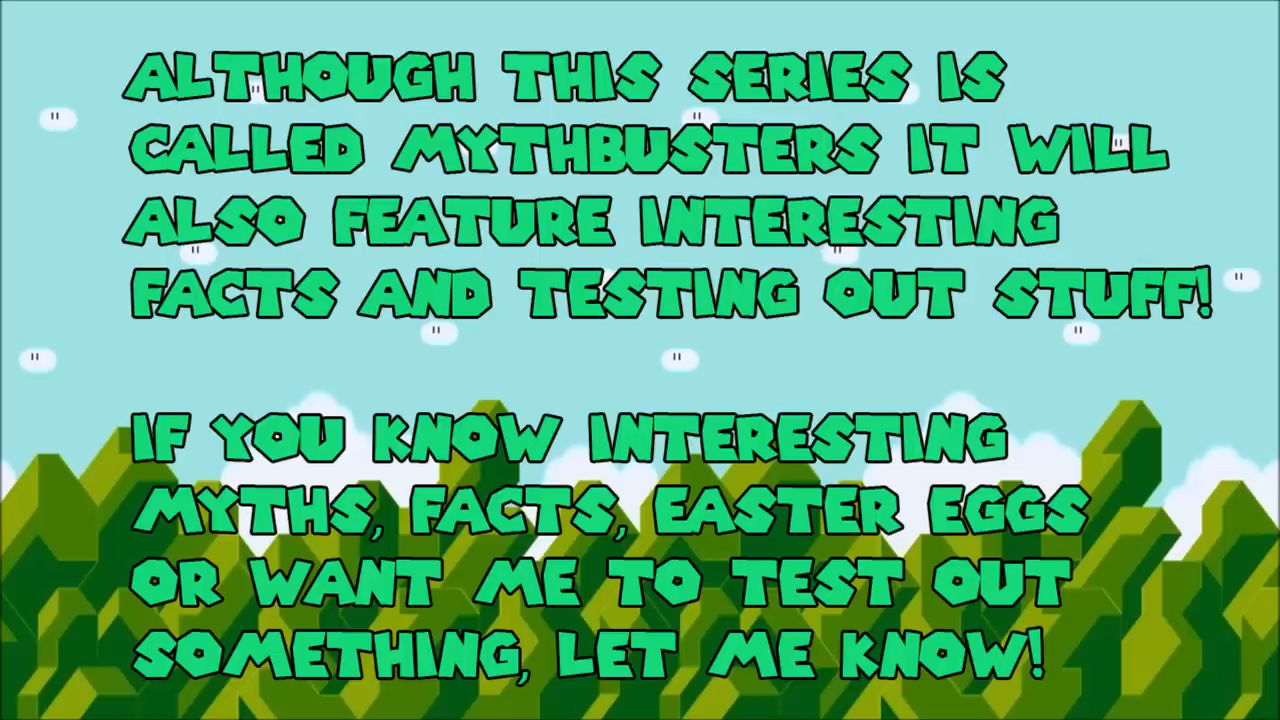 ALTHOUGH THIS SERIES IS
CALLED MYTHBUSTERS IT WILL
ALSO FEATURE INTERESTING
FACTS AND TESTING OUT STUFF!
IF YOU KNOW INTERESTING
MYTHS, FACTS, EASTER EGGS
OR WANT ME TO TEST OUT
SOMETHING, LET ME KNOW!